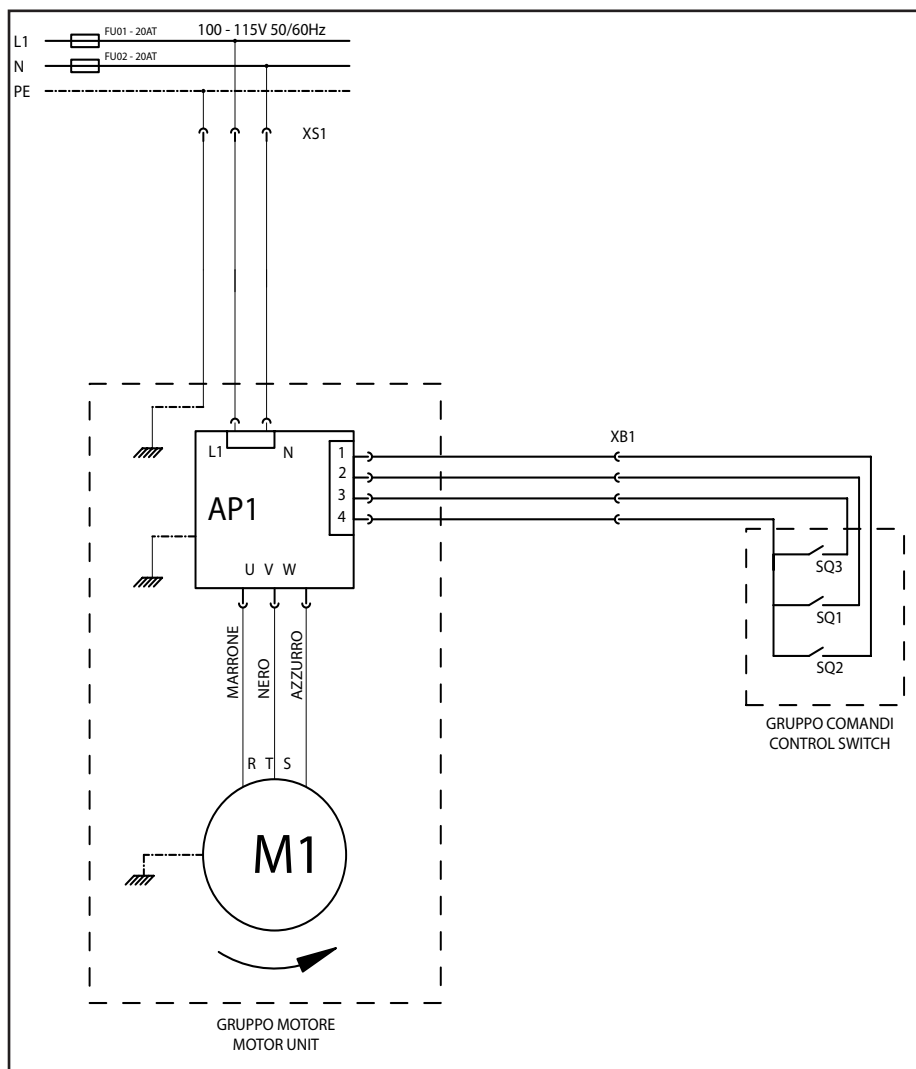 L1
FU01 - 20AT
100 - 115V 50/60Hz
N
FU02 - 20AT
PE
XS1
L1
N
XB1
1
2
3
4
AP1
U V W
SQ3
SQ1
SQ2
MARRONE
NERO
AZZURRO
GRUPPO COMANDI
CONTROL SWITCH
R T S
M1
GRUPPO MOTORE
MOTOR UNIT